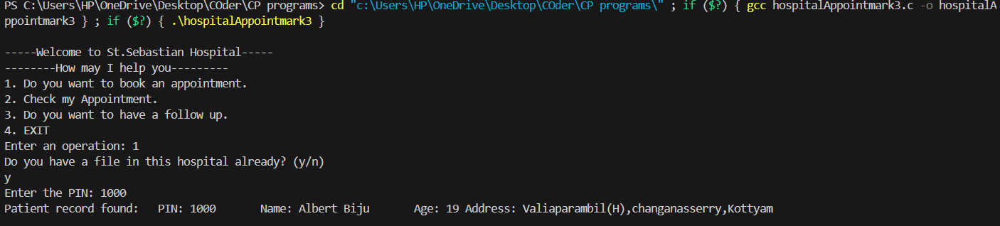 PS C:\Users\HP\OneDrive\Desktop\COder\CP programs> cd "c:\Users\HP\OneDrive\Desktop\COder\CP programs\" ; if ($?) { gcc hospitalAppointmark3.c -o hospitalA
ppointmark3 } ; if ($?) { .\hospitalAppointmark3 }
-----Welcome to St.Sebastian Hospital-----
--------How may I help you---------
1. Do you want to book an appointment.
2. Check my Appointment.
3. Do you want to have a follow up.
4. EXIT
Enter an operation: 1
Do you have a file in this hospital already? (y/n)
y
Enter the PIN: 1000
Patient record found:   PIN: 1000       Name: Albert Biju       Age: 19 Address: Valiaparambil(H),changanasserry,Kottyam